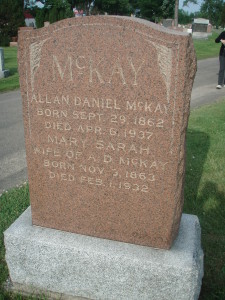 McKAY
ALLAN DANIEL McKAY
BORN SEPT. 29, 1862
DIED APR. 6, 1937
MARY SARAH
WIFE OF A. D. McKAY
BORN NOV. 3, 1863
DIED FEB. 1, 1932